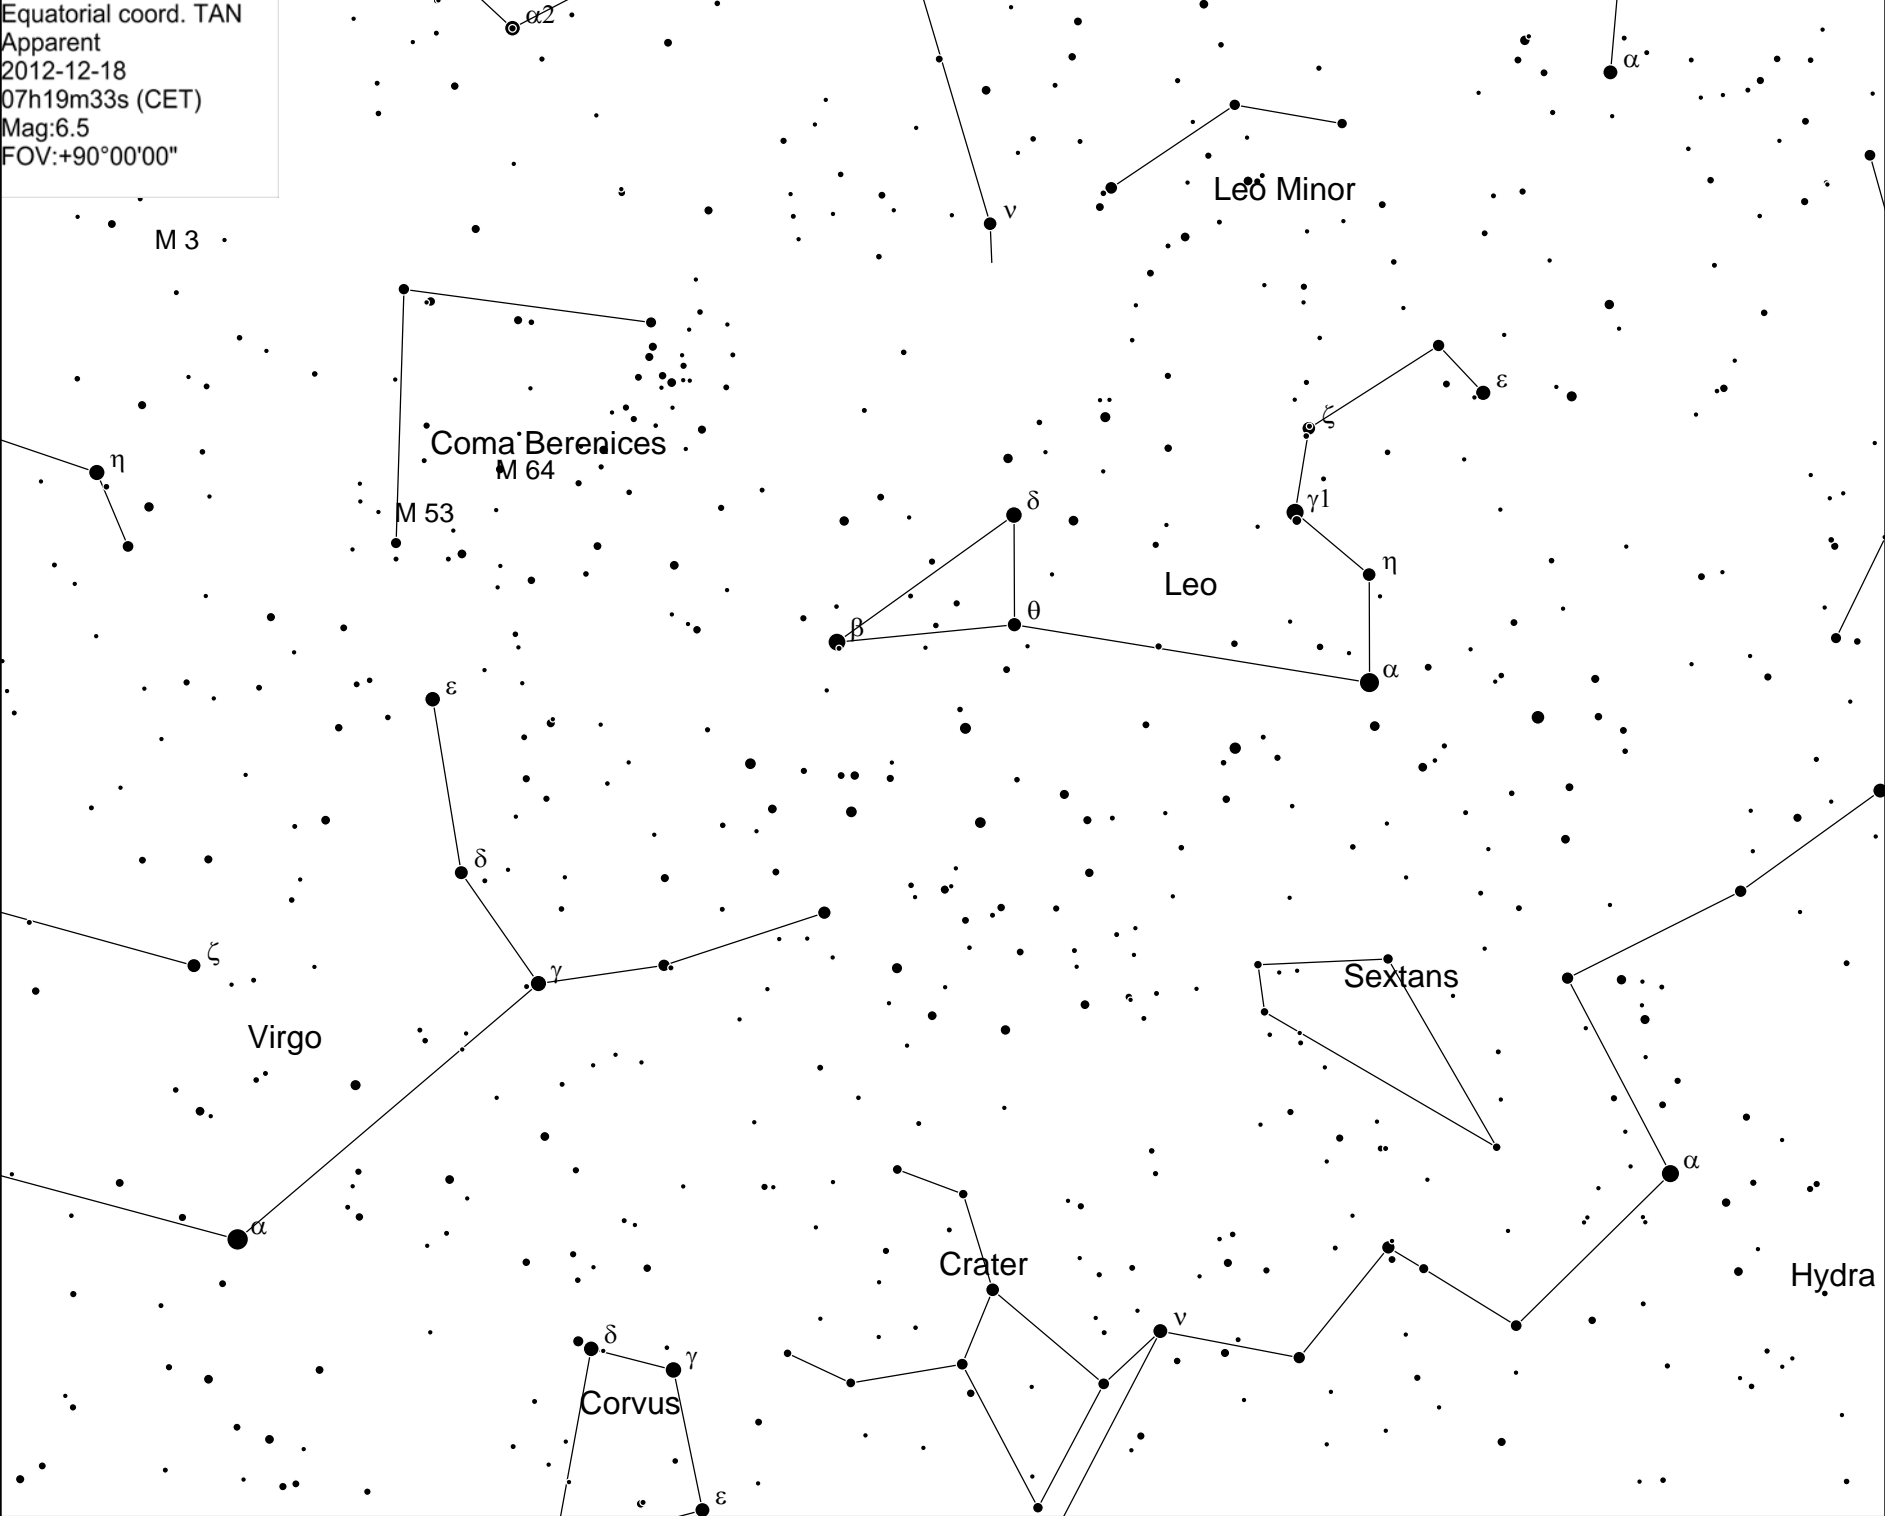 Equatorial coord. TAN
Apparent
2012-12-18
07h19m33s (CET)
Mag:6.5
FOV:+90°00'00"
α2
α
ν
Leo Minor
M 3
ε
ζ
Coma Berenices
M 64
η
γ1
δ
M 53
η
Leo
θ
β
α
ε
δ
ζ
γ
Sextans
Virgo
α
α
Crater
Hydra
ν
δ
γ
Corvus
ε